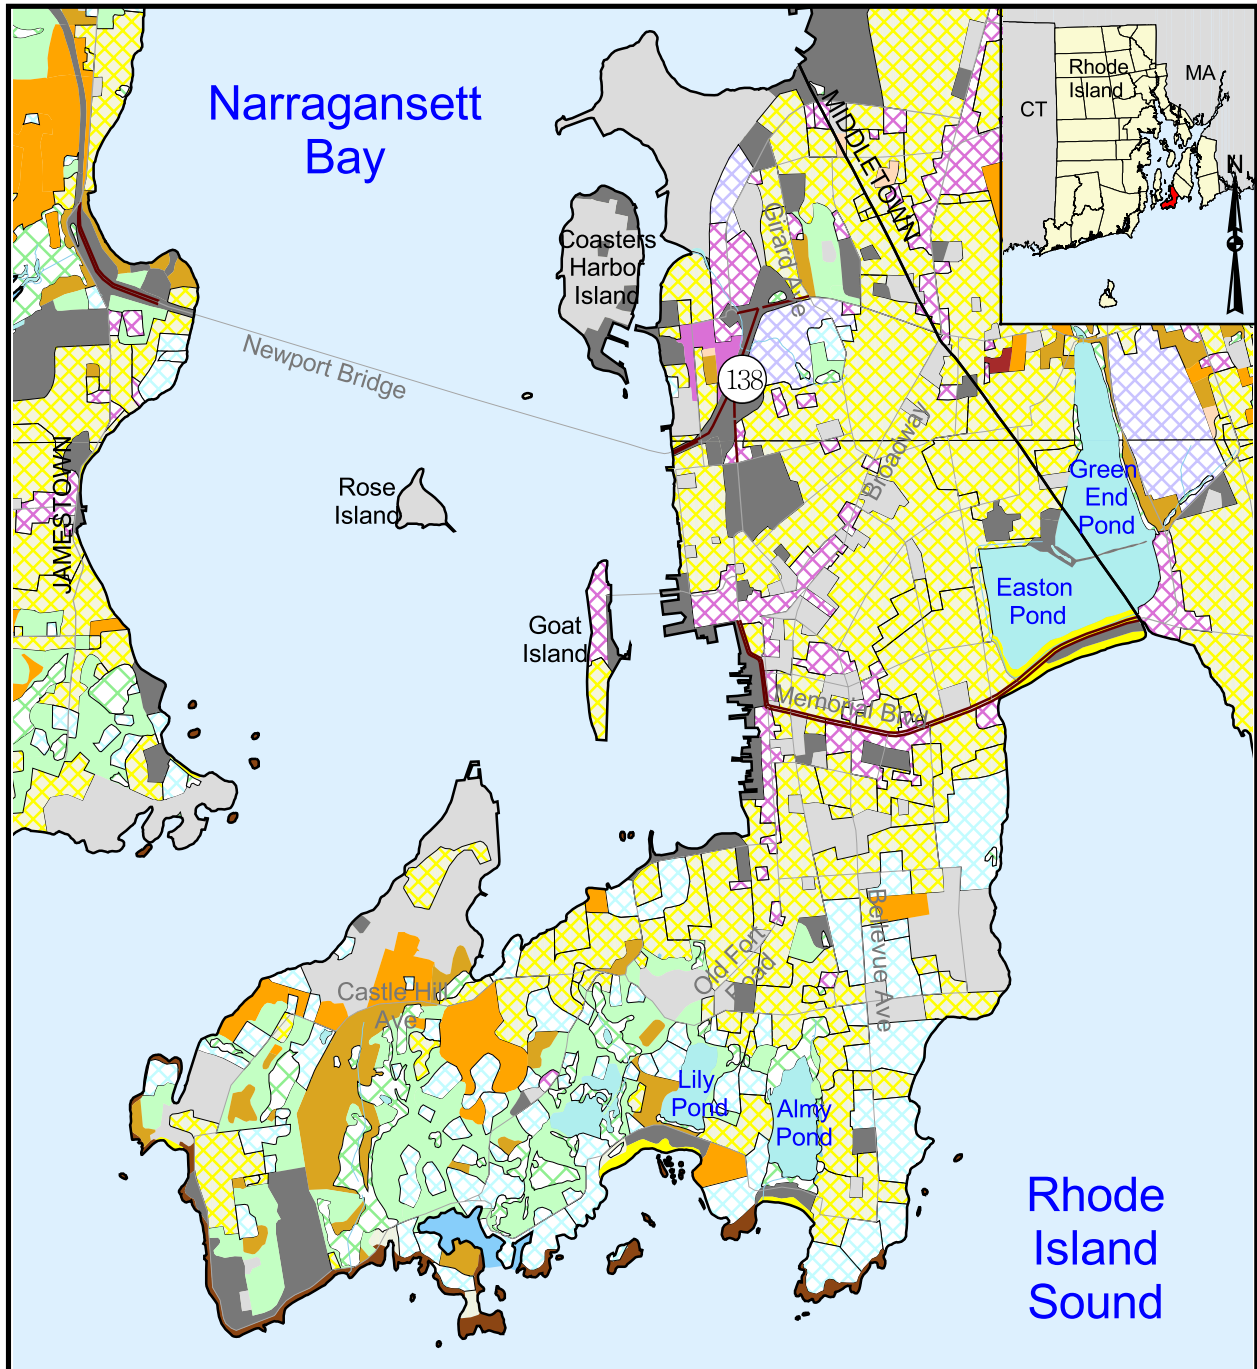 Narragansett
Bay
Rhode
Island
MA
CT
N
MIDDLETOWN
Girard Ave
Coasters
Harbor
Island
Newport Bridge
138
Broadway
JAMESTOWN
Rose
Island
Green
End
Pond
Easton
Pond
Goat
Island
Memorial Blvd
Bellevue Ave
Old Fort
Road
Castle Hill
Ave
Lily
Pond
Almy
Pond
Rhode
Island
Sound